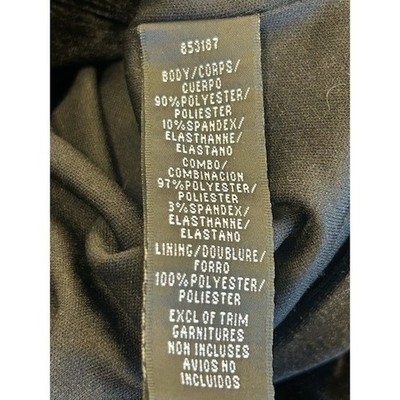 853187
BODY/CORPS/
CUERPO
90%POLYESTER/
POLIESTER
10%SPANDEX/
ELASTHANNE/
ELASTANO
COMBO/
COMBINACION
97%POLYESTER/
POLIESTER
3%SPANDEX/
ELASTHANNE/
ELASTANO
LINING/DOUBLURE/
FORRO
100%POLYESTER/
POLIESTER
EXCL OF TRIM
GARNITURES
NON INCLUSES
AVIOS NO
INCLUIDOS